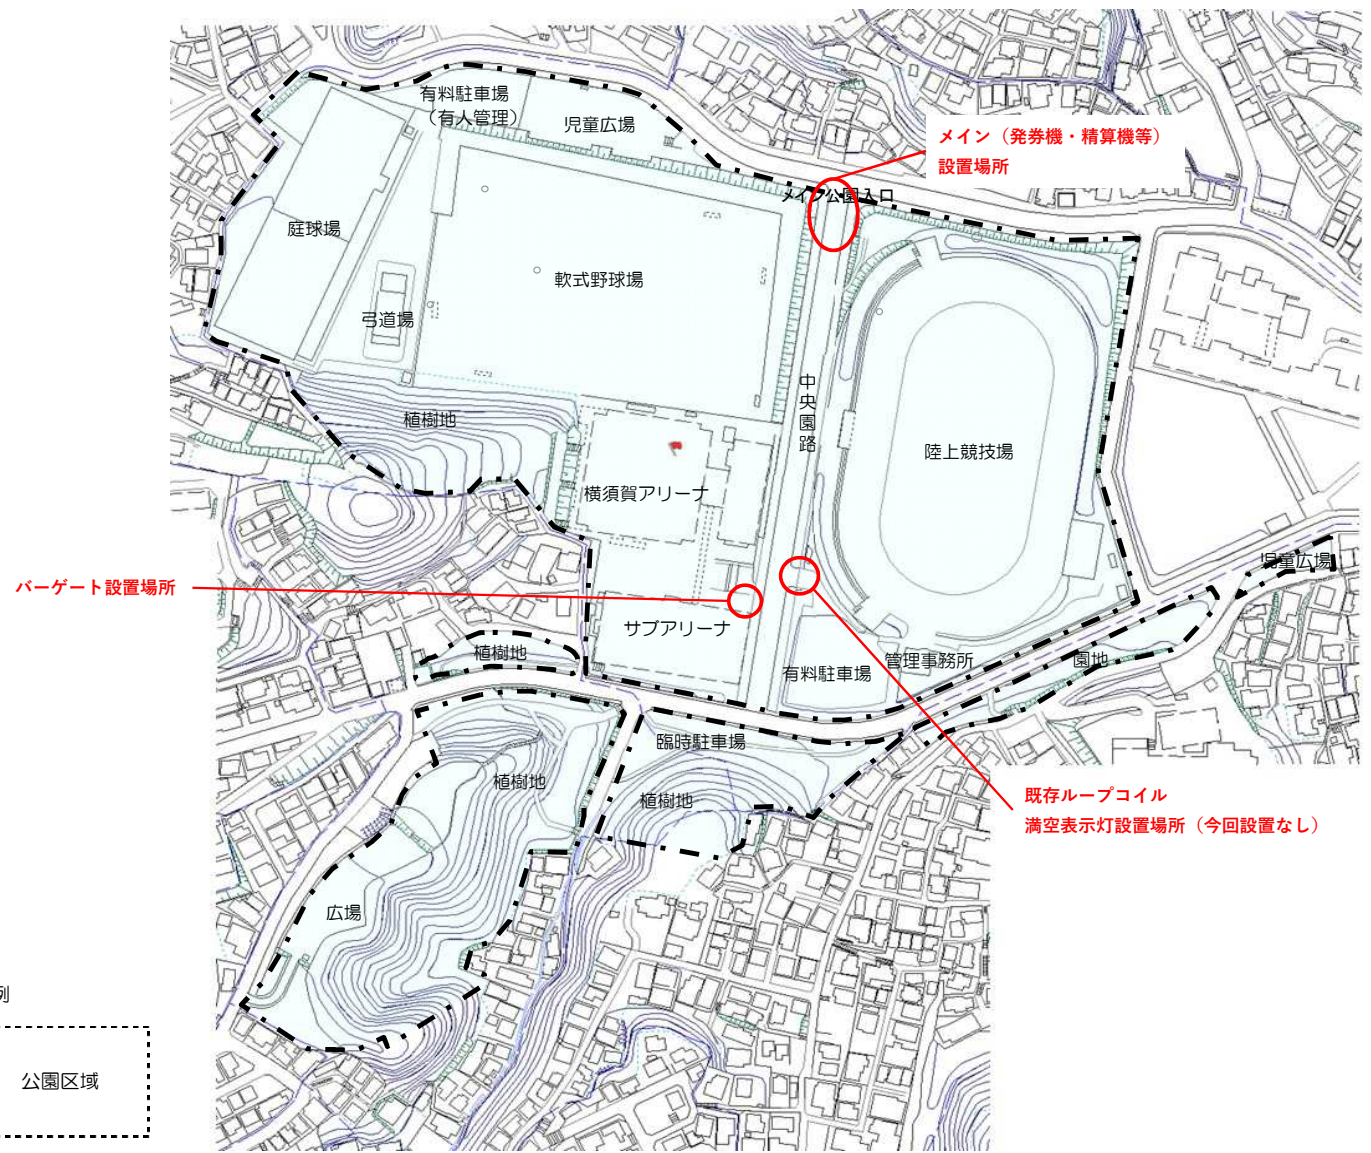 有料駐車場
（有人管理）
児童広場
メイン（発券機・精算機等）
設置場所
メイン公園入口
庭球場
軟式野球場
弓道場
中央園路
植樹地
陸上競技場
横須賀アリーナ
児童広場
バーゲート設置場所
サブアリーナ
植樹地
管理事務所
園地
有料駐車場
臨時駐車場
植樹地
植樹地
既存ループコイル
満空表示灯設置場所（今回設置なし）
広場
例
公園区域